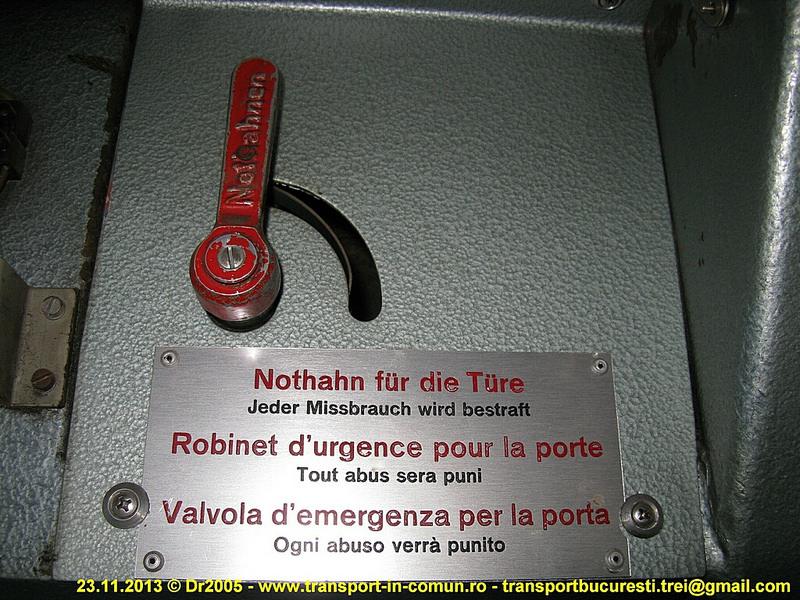 Nothahnen
Nothahn für die Türe
Jeder Missbrauch wird bestraft
Robinet d'urgence pour la porte
Tout abus sera puni
Valvola d'emergenza per la porta
Ogni abuso verrà punito
23.11.2013 © Dr2005 - www.transport-in-comun.ro - transportbucuresti.trei@gmail.com